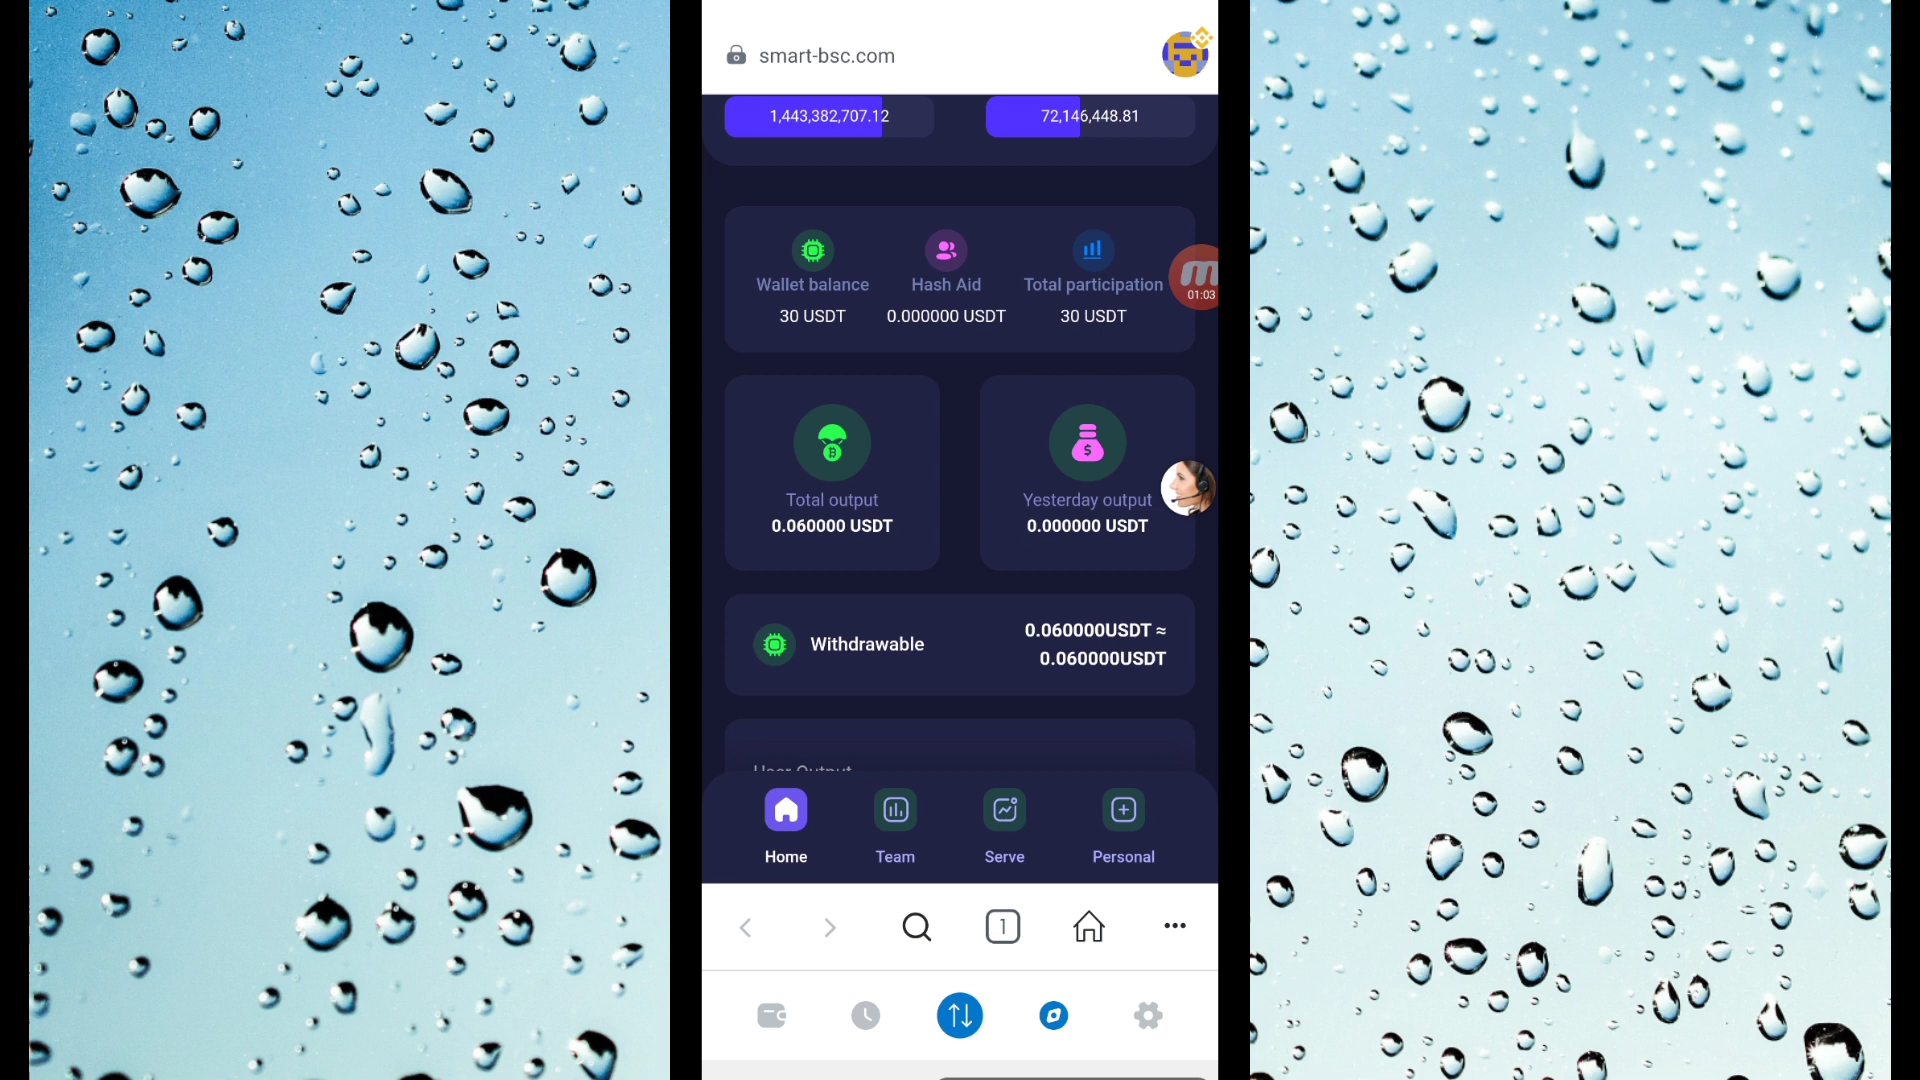 smart-bsc.com
1,443,382,707.12
72,146,448.81
Wallet balance
Hash Aid
Total participation
30 USDT
0.000000 USDT
30 USDT
01:03
Total output
0.060000 USDT
Yesterday output
0.000000 USDT
Withdrawable
0.060000USDT ≈
0.060000USDT
User Output
Home
Team
Serve
Personal
1